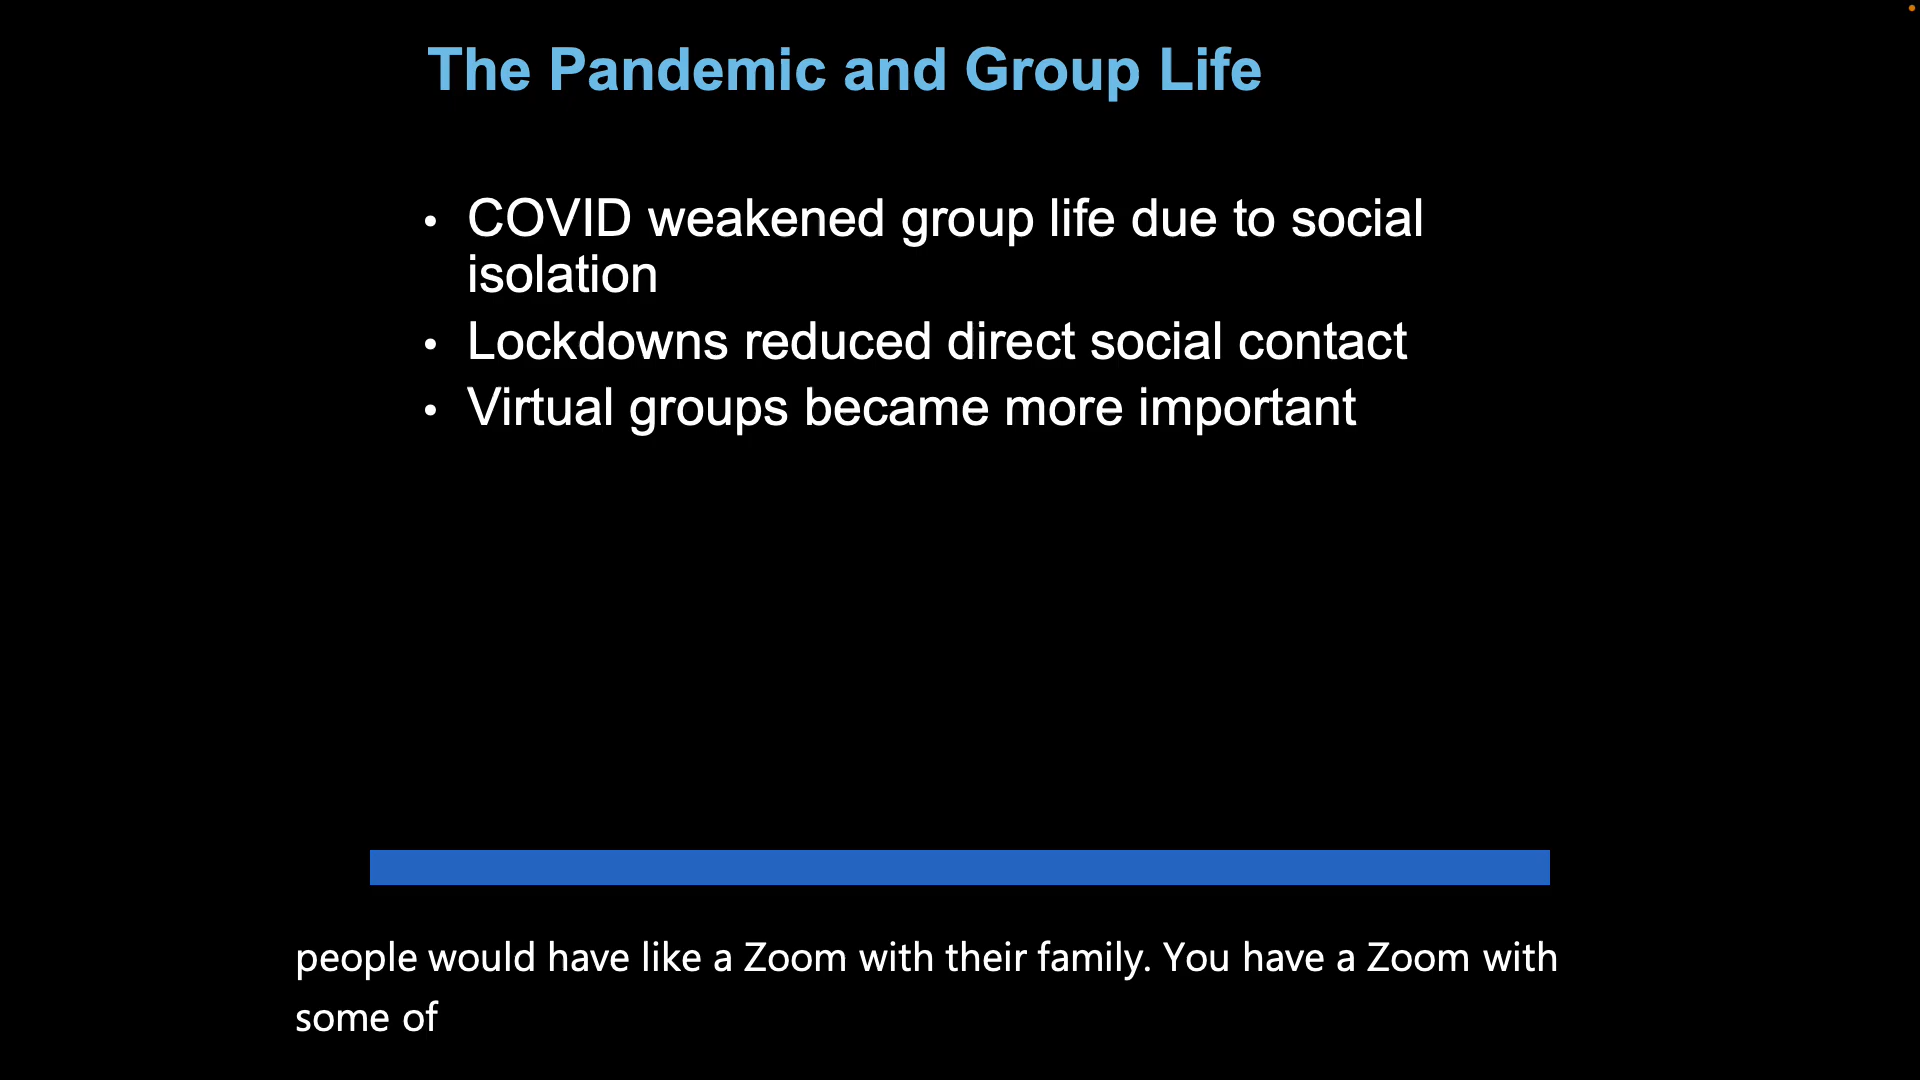 The Pandemic and Group Life
• COVID weakened group life due to social
isolation
• Lockdowns reduced direct social contact
• Virtual groups became more important
people would have like a Zoom with their family. You have a Zoom with
some of